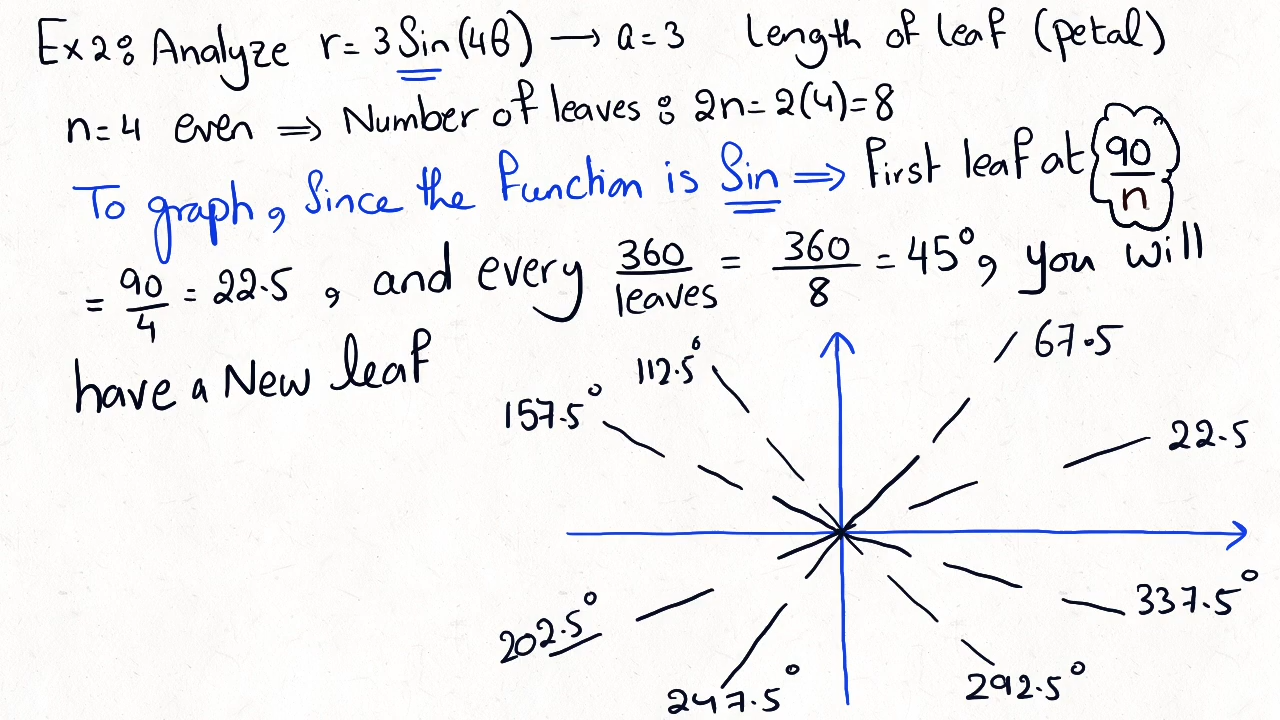 Ex2: Analyze r = 3 Sin(4θ) → a = 3 Length of leaf (petal)
n = 4 even ⇒ Number of leaves : 2n = 2(4) = 8
To graph, Since the function is Sin ⇒ first leaf at 90/n
= 90/4 = 22.5 , and every 360/leaves = 360/8 = 45°, you will
have a New leaf
67.5
112.5°
157.5°
22.5
337.5°
202.5°
247.5°
292.5°